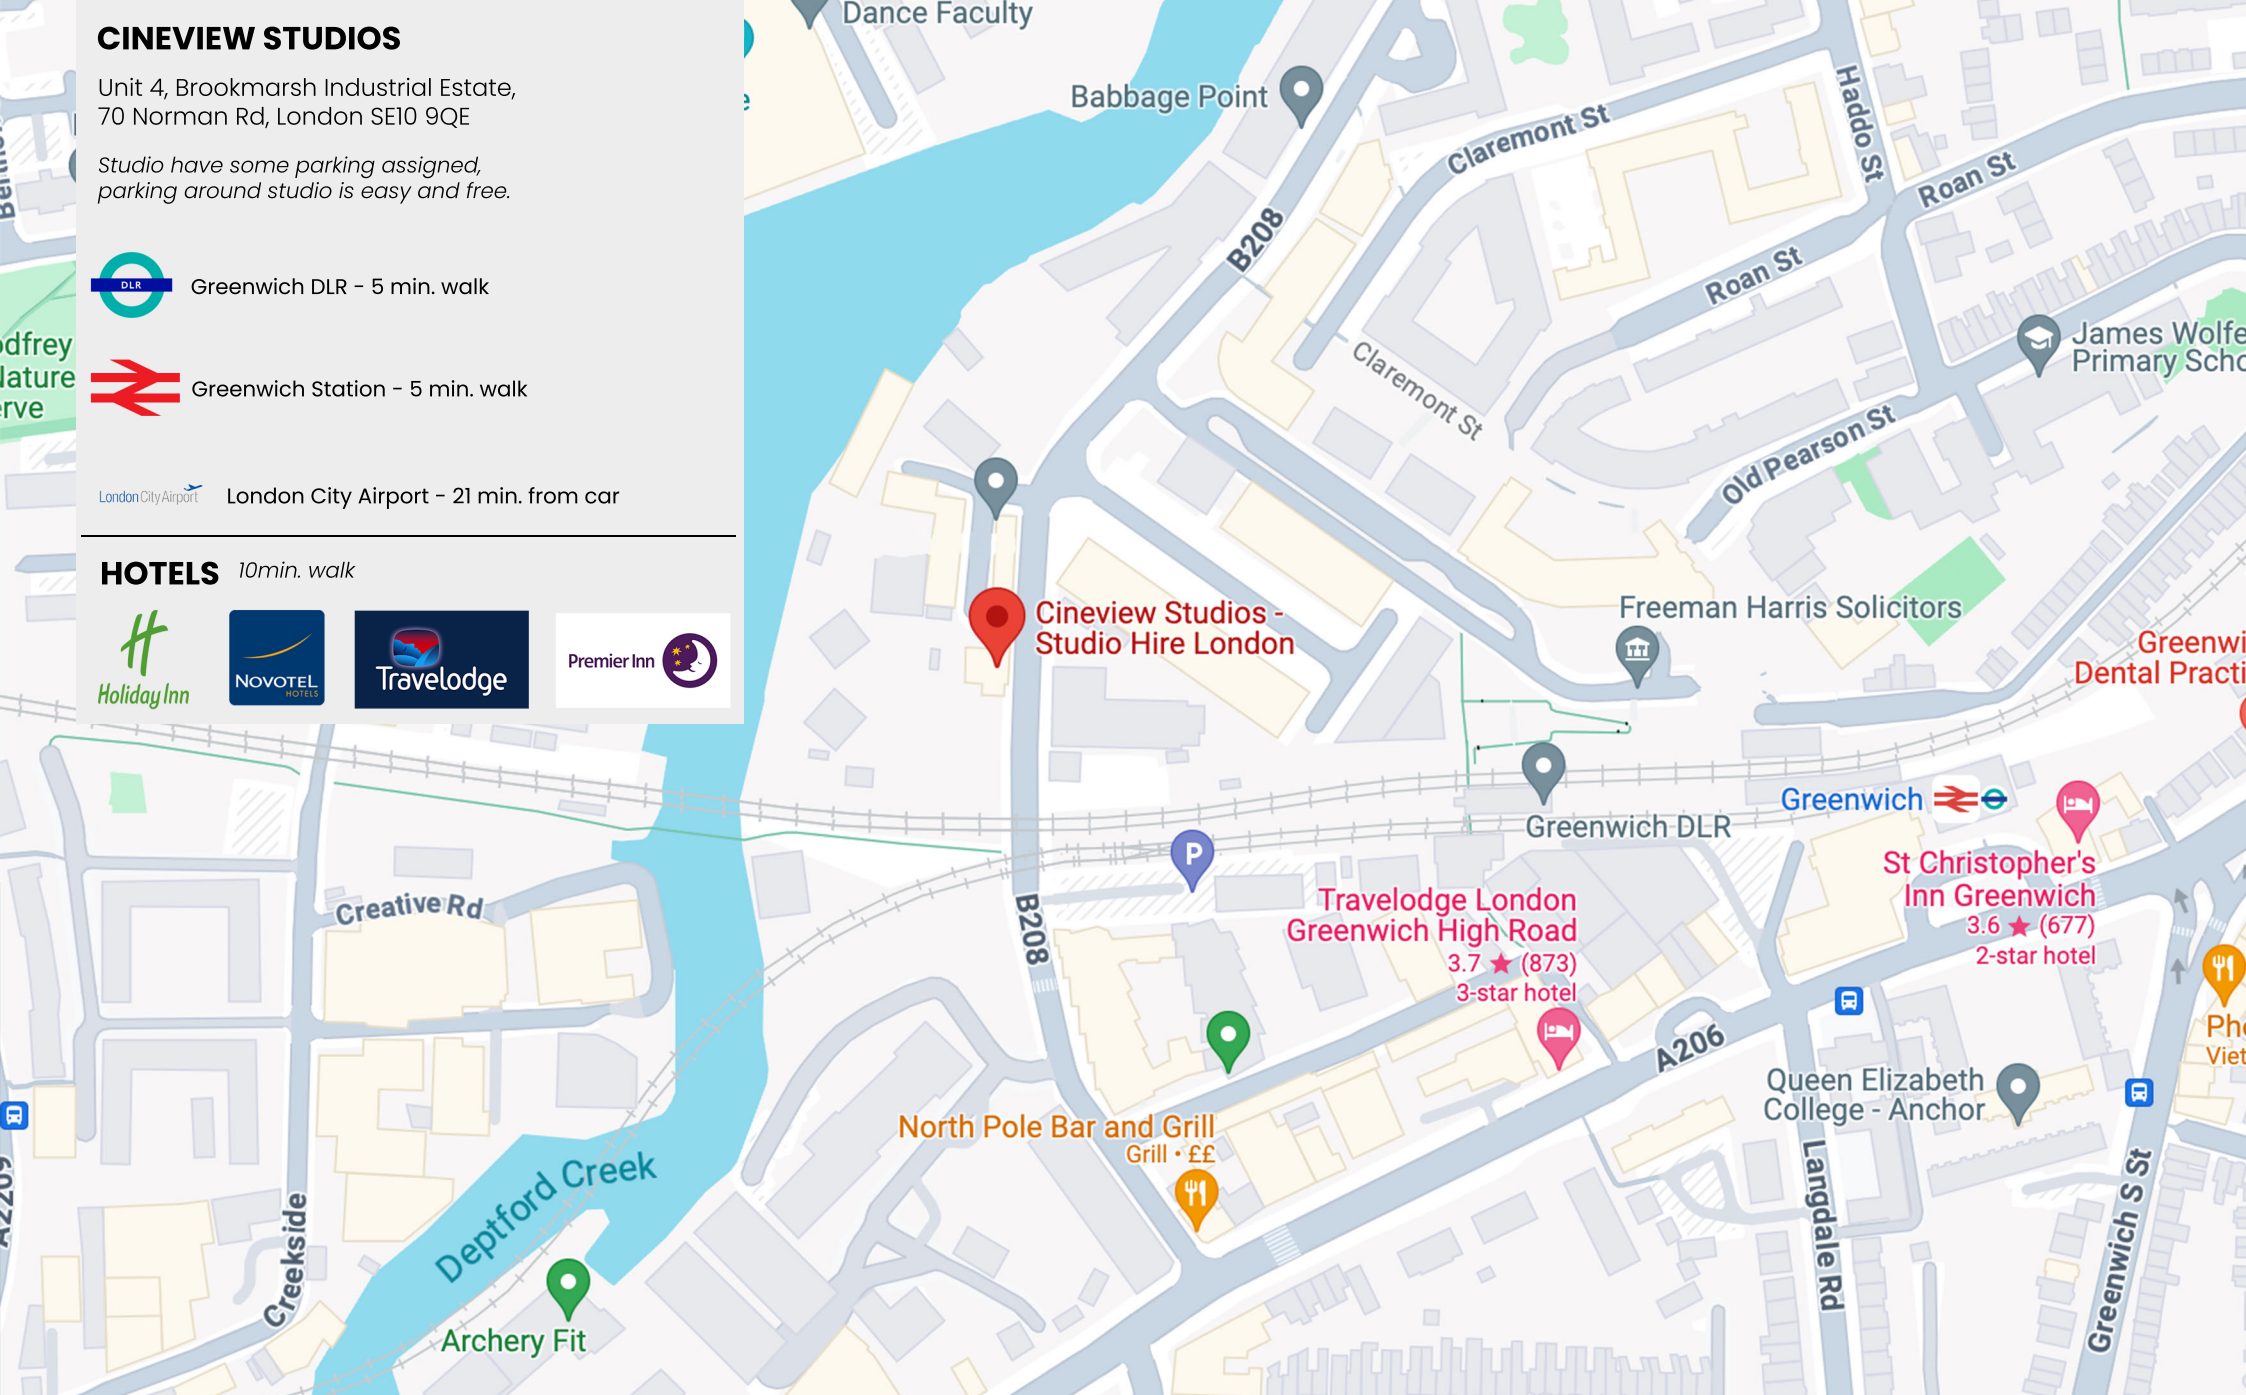 CINEVIEW STUDIOS
Unit 4, Brookmarsh Industrial Estate,
70 Norman Rd, London SE10 9QE
Studio have some parking assigned,
parking around studio is easy and free.
DLR
Greenwich DLR - 5 min. walk
Greenwich Station - 5 min. walk
London City Airport
London City Airport - 21 min. from car
HOTELS
10min. walk
Holiday Inn
NOVOTEL
HOTELS
Travelodge
Premier Inn
Dance Faculty
Babbage Point
Claremont St
Haddo St
Roan St
B208
Roan St
Claremont St
James Wolfe
Primary Scho
Old Pearson St
odfrey
Nature
erve
Cineview Studios -
Studio Hire London
Freeman Harris Solicitors
Greenwi
Dental Practi
Greenwich
Greenwich DLR
P
St Christopher's
Inn Greenwich
3.6 ★ (677)
2-star hotel
Travelodge London
Greenwich High Road
3.7 ★ (873)
3-star hotel
Creative Rd
B208
A206
Pho
Viet
Queen Elizabeth
College - Anchor
North Pole Bar and Grill
Grill • ££
Deptford Creek
Creekside
A2209
Langdale Rd
Greenwich S St
Archery Fit